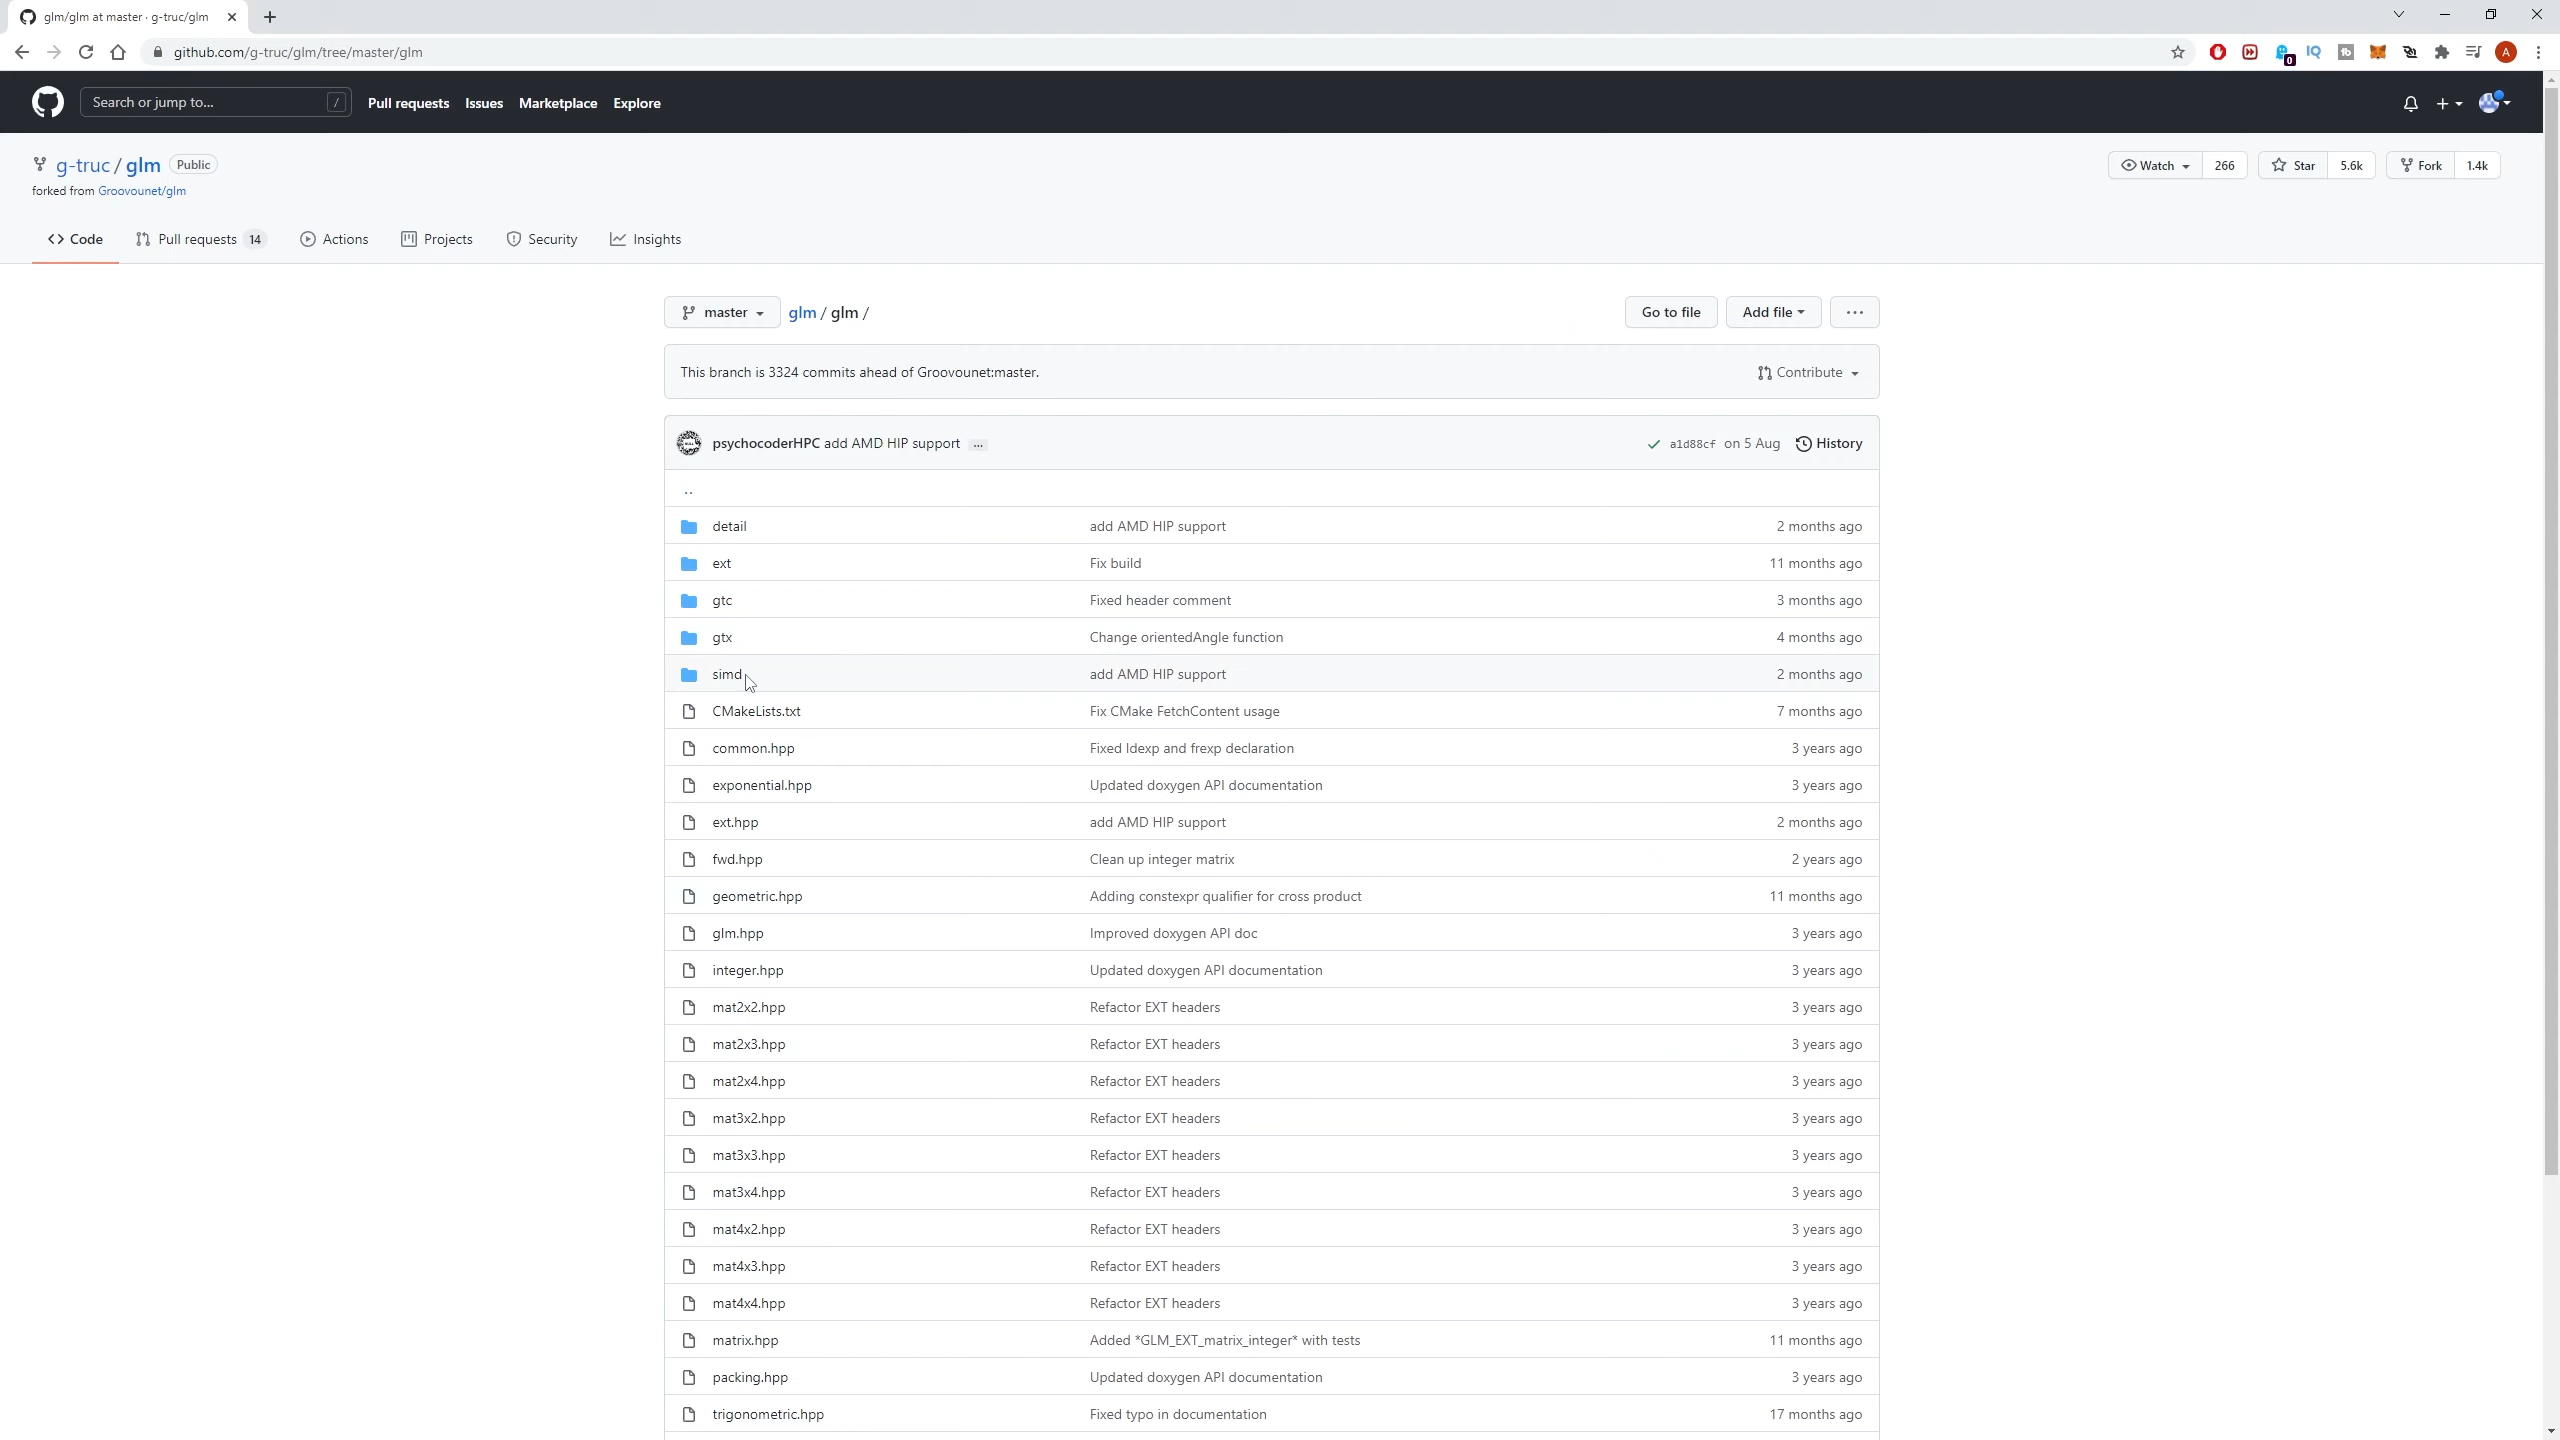 glm/glm at master · g-truc/glm
github.com/g-truc/glm/tree/master/glm
0
IQ
A
Search or jump to... /
Pull requests Issues Marketplace Explore
g-truc / glm Public
Watch 266 Star 5.6k Fork 1.4k
forked from Groovounet/glm
Code Pull requests 14 Actions Projects Security Insights
master glm / glm / Go to file Add file ...
This branch is 3324 commits ahead of Groovounet:master. Contribute
psychocoderHPC add AMD HIP support ... a1d88cf on 5 Aug History
..
detail add AMD HIP support 2 months ago
ext Fix build 11 months ago
gtc Fixed header comment 3 months ago
gtx Change orientedAngle function 4 months ago
simd add AMD HIP support 2 months ago
CMakeLists.txt Fix CMake FetchContent usage 7 months ago
common.hpp Fixed ldexp and frexp declaration 3 years ago
exponential.hpp Updated doxygen API documentation 3 years ago
ext.hpp add AMD HIP support 2 months ago
fwd.hpp Clean up integer matrix 2 years ago
geometric.hpp Adding constexpr qualifier for cross product 11 months ago
glm.hpp Improved doxygen API doc 3 years ago
integer.hpp Updated doxygen API documentation 3 years ago
mat2x2.hpp Refactor EXT headers 3 years ago
mat2x3.hpp Refactor EXT headers 3 years ago
mat2x4.hpp Refactor EXT headers 3 years ago
mat3x2.hpp Refactor EXT headers 3 years ago
mat3x3.hpp Refactor EXT headers 3 years ago
mat3x4.hpp Refactor EXT headers 3 years ago
mat4x2.hpp Refactor EXT headers 3 years ago
mat4x3.hpp Refactor EXT headers 3 years ago
mat4x4.hpp Refactor EXT headers 3 years ago
matrix.hpp Added *GLM_EXT_matrix_integer* with tests 11 months ago
packing.hpp Updated doxygen API documentation 3 years ago
trigonometric.hpp Fixed typo in documentation 17 months ago